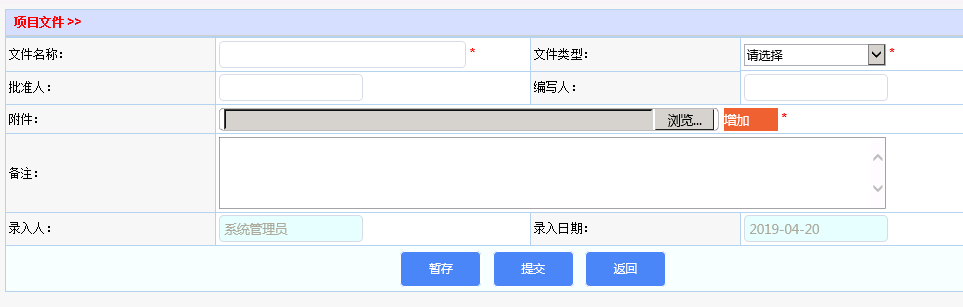 项目文件 >>
文件名称： * 文件类型： 请选择 *
批准人： 编写人：
附件： 浏览... 增加 *
备注：
录入人： 系统管理员 录入日期： 2019-04-20
暂存 提交 返回